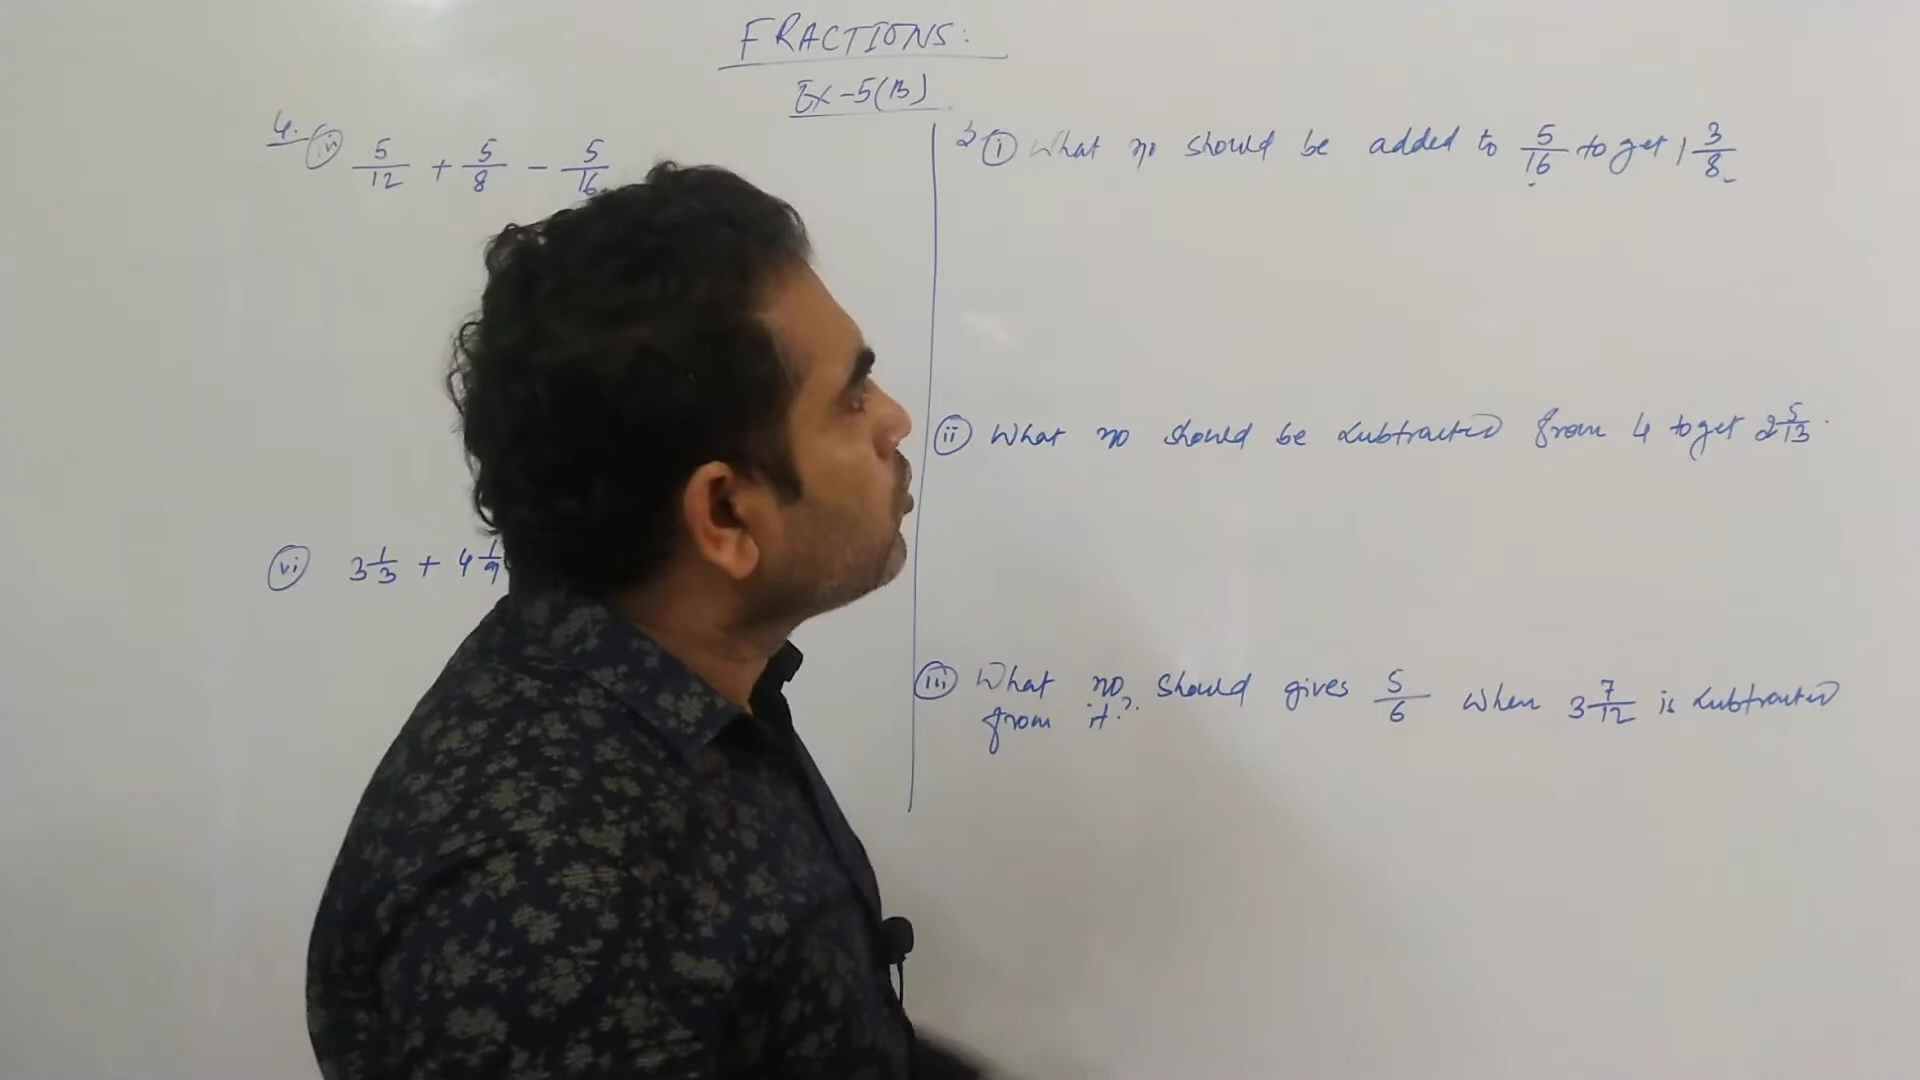 FRACTIONS:
Ex-5(B)
4. (iv) 5/12 + 5/8 - 5/16
(vi) 3 1/3 + 4 1/9
3 (i) What no should be added to 5/16 to get 1 3/8
(ii) What no should be subtracted from 4 to get 2 5/13.
(iii) What no. should gives 5/6 when 3 7/12 is subtracted
from it?